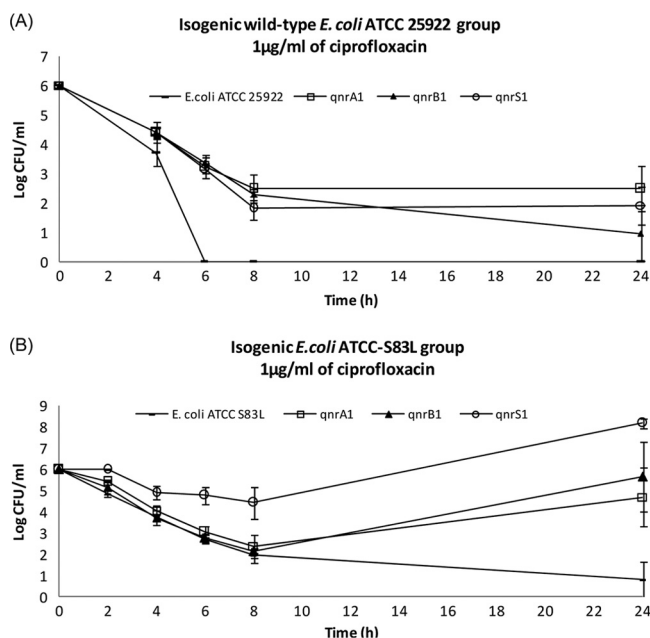 (A)
Isogenic wild-type E. coli ATCC 25922 group
1µg/ml of ciprofloxacin
E.coli ATCC 25922 qnrA1 qnrB1 qnrS1
Log CFU/ml
7
6
5
4
3
2
1
0
0 2 4 6 8 10 12 14 16 18 20 22 24
Time (h)
(B)
Isogenic E.coli ATCC-S83L group
1µg/ml of ciprofloxacin
E. coli ATCC S83L qnrA1 qnrB1 qnrS1
Log CFU/ml
9
8
7
6
5
4
3
2
1
0
0 2 4 6 8 10 12 14 16 18 20 22 24
Time (h)